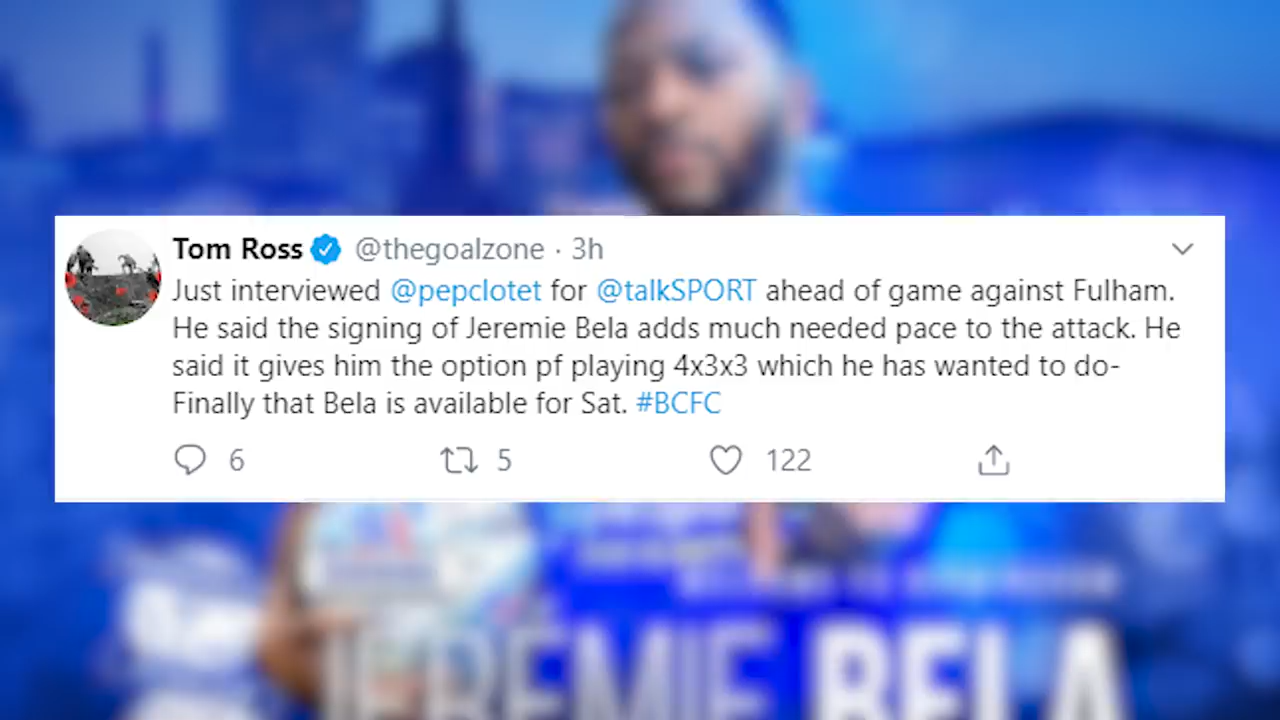 Tom Ross @thegoalzone · 3h
Just interviewed @pepclotet for @talkSPORT ahead of game against Fulham.
He said the signing of Jeremie Bela adds much needed pace to the attack. He
said it gives him the option pf playing 4x3x3 which he has wanted to do-
Finally that Bela is available for Sat. #BCFC
6 5 122
JÉRÉMIE BELA